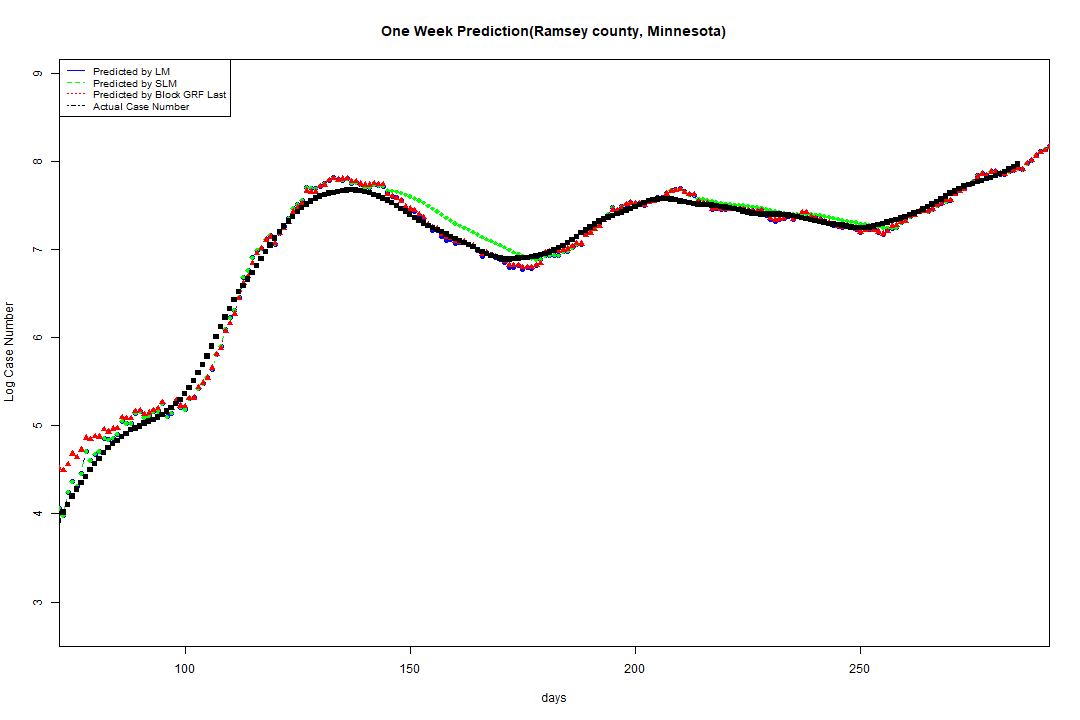 One Week Prediction(Ramsey county, Minnesota)
Predicted by LM
Predicted by SLM
Predicted by Block GRF Last
Actual Case Number
9
8
7
6
5
4
3
Log Case Number
100 150 200 250
days